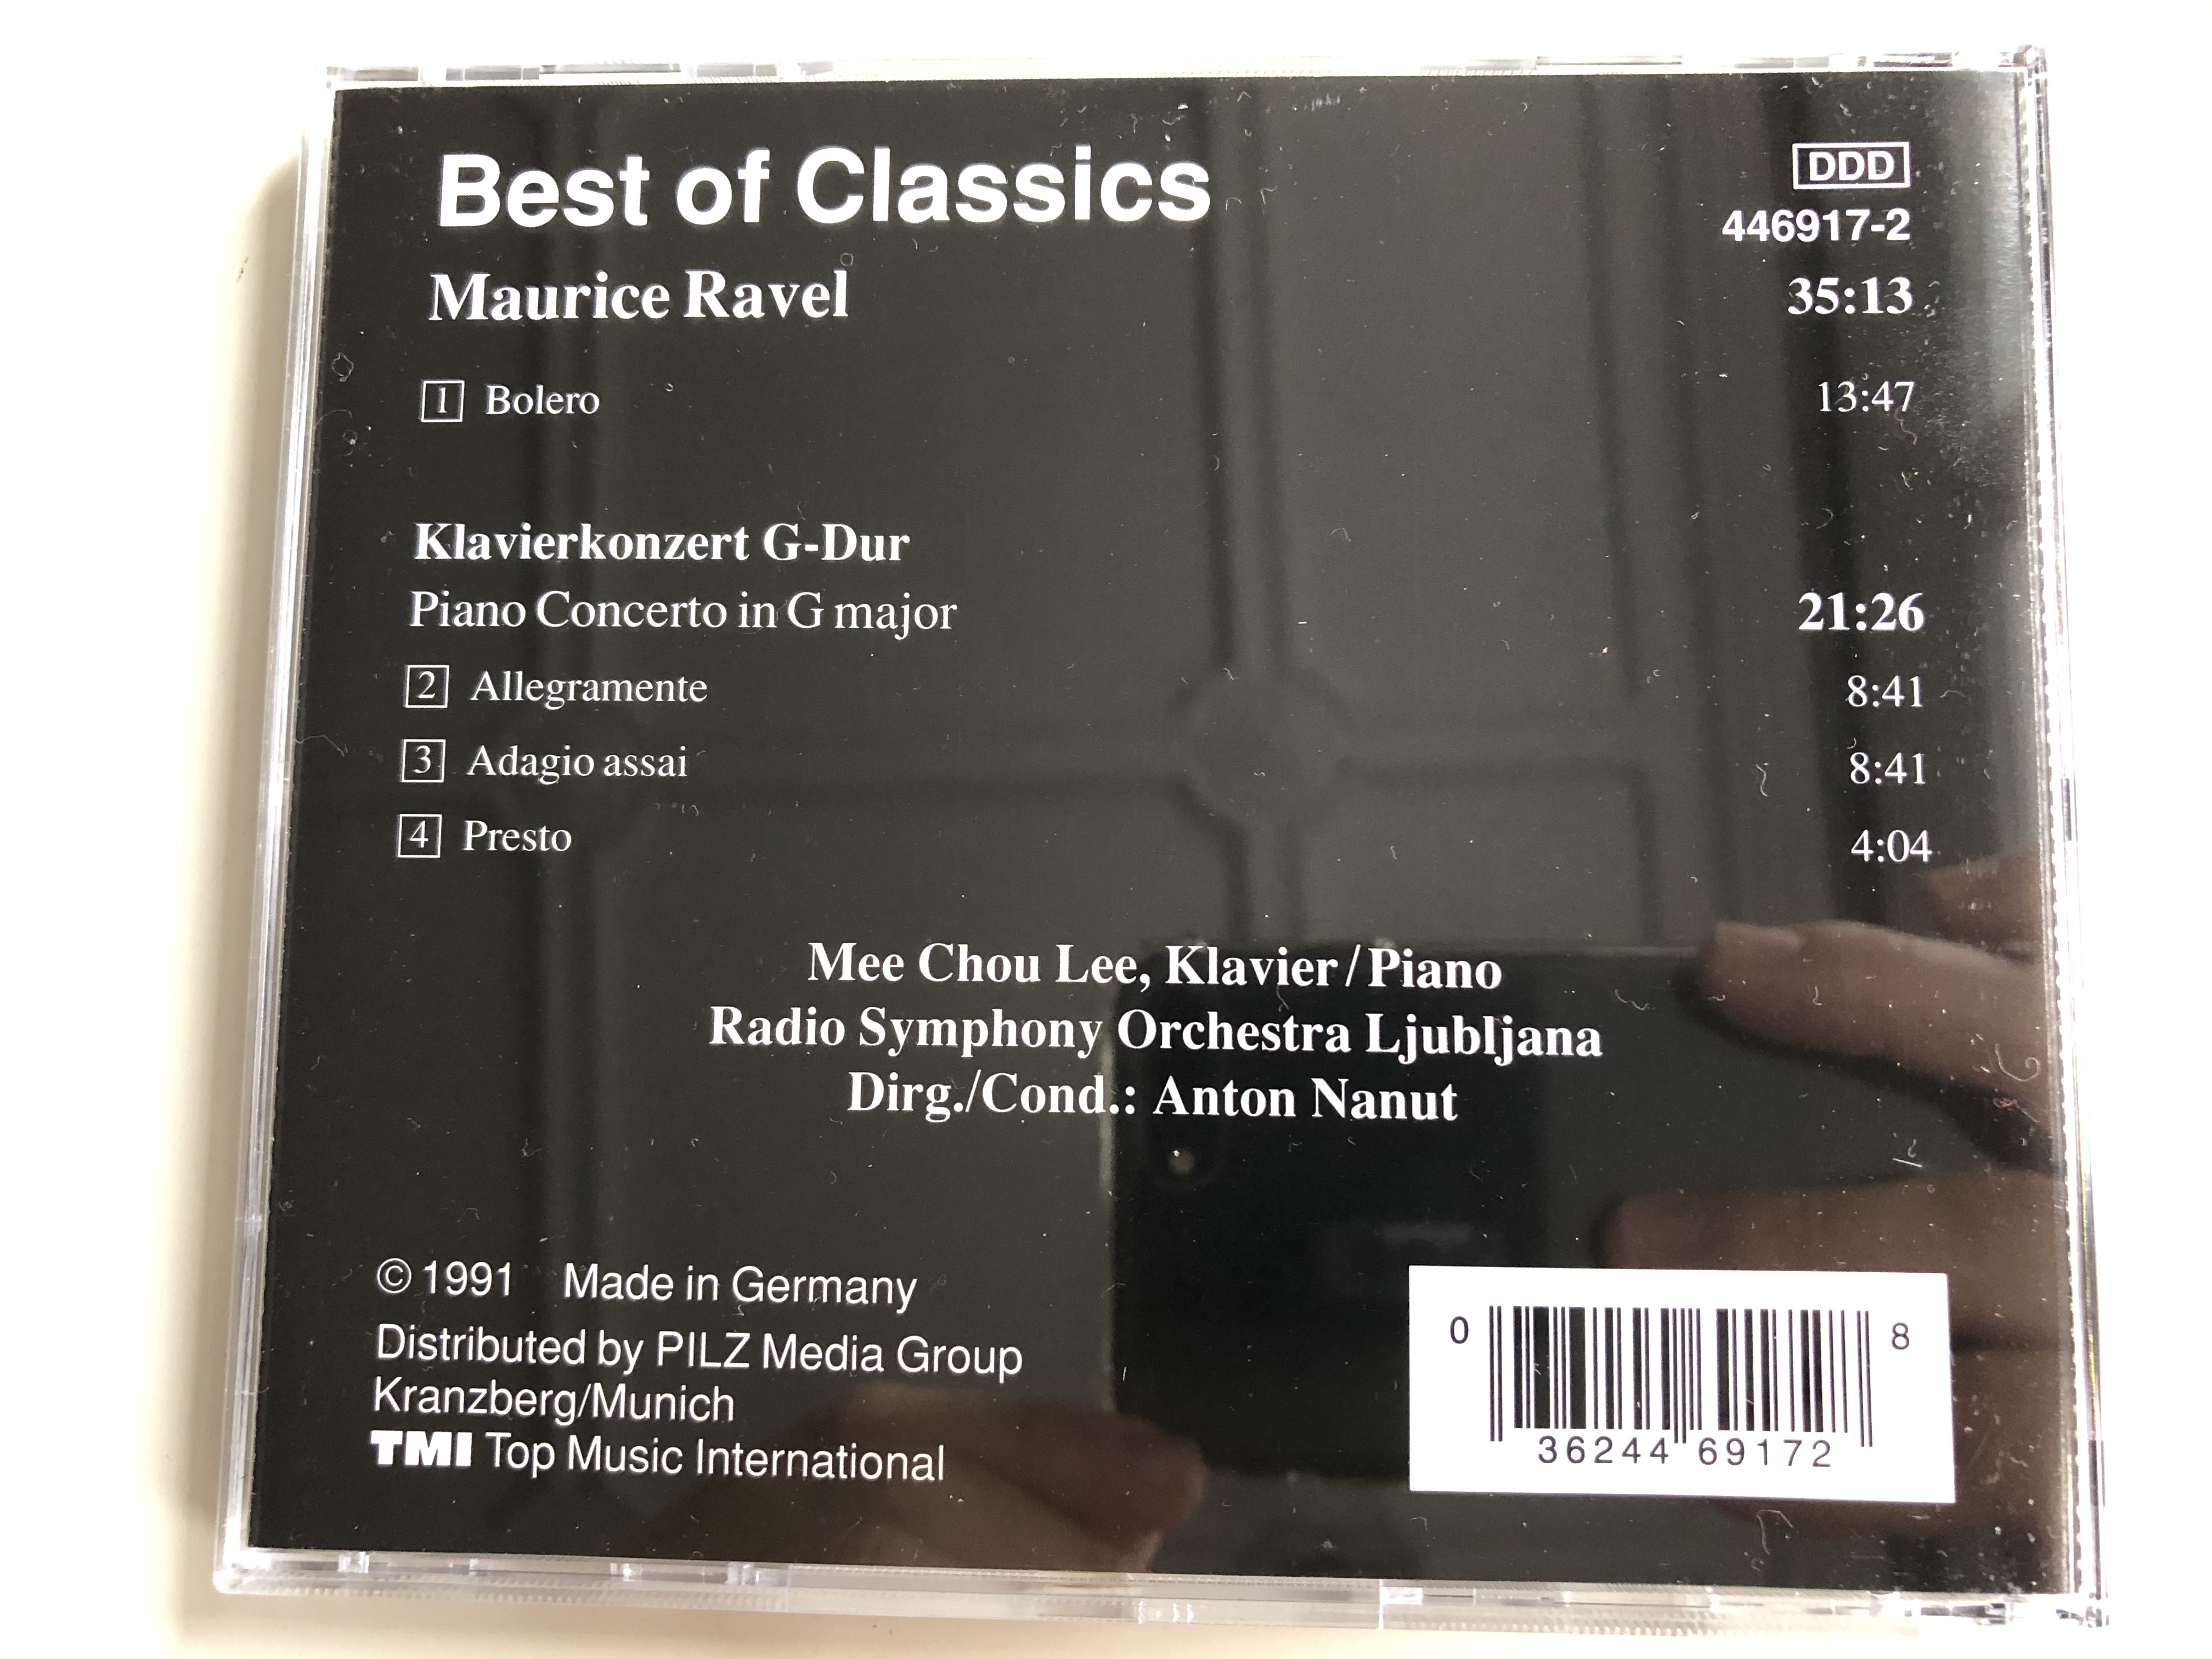 Best of Classics DDD
446917-2
Maurice Ravel 35:13
1 Bolero 13:47
Klavierkonzert G-Dur
Piano Concerto in G major 21:26
2 Allegramente 8:41
3 Adagio assai 8:41
4 Presto 4:04
Mee Chou Lee, Klavier/Piano
Radio Symphony Orchestra Ljubljana
Dirg./Cond.: Anton Nanut
© 1991 Made in Germany
Distributed by PILZ Media Group
Kranzberg/Munich
TMI Top Music International
0 36244 69172 8